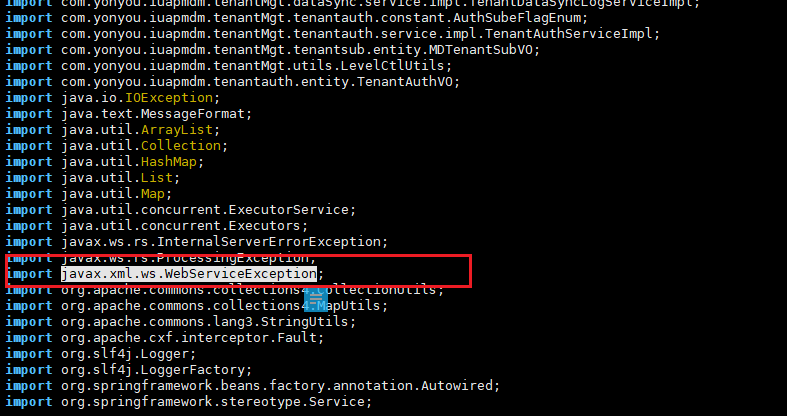 import com.yonyou.iuapmdm.tenantMgt.dataSync.service.impl.TenantDataSyncLogServiceImpl;
import com.yonyou.iuapmdm.tenantMgt.tenantauth.constant.AuthSubeFlagEnum;
import com.yonyou.iuapmdm.tenantMgt.tenantauth.service.impl.TenantAuthServiceImpl;
import com.yonyou.iuapmdm.tenantMgt.tenantsub.entity.MDTenantSubVO;
import com.yonyou.iuapmdm.tenantMgt.utils.LevelCtlUtils;
import com.yonyou.iuapmdm.tenantauth.entity.TenantAuthVO;
import java.io.IOException;
import java.text.MessageFormat;
import java.util.ArrayList;
import java.util.Collection;
import java.util.HashMap;
import java.util.List;
import java.util.Map;
import java.util.concurrent.ExecutorService;
import java.util.concurrent.Executors;
import javax.ws.rs.InternalServerErrorException;
import javax.ws.rs.ProcessingException;
import javax.xml.ws.WebServiceException;
import org.apache.commons.collections4.CollectionUtils;
import org.apache.commons.collections4.MapUtils;
import org.apache.commons.lang3.StringUtils;
import org.apache.cxf.interceptor.Fault;
import org.slf4j.Logger;
import org.slf4j.LoggerFactory;
import org.springframework.beans.factory.annotation.Autowired;
import org.springframework.stereotype.Service;